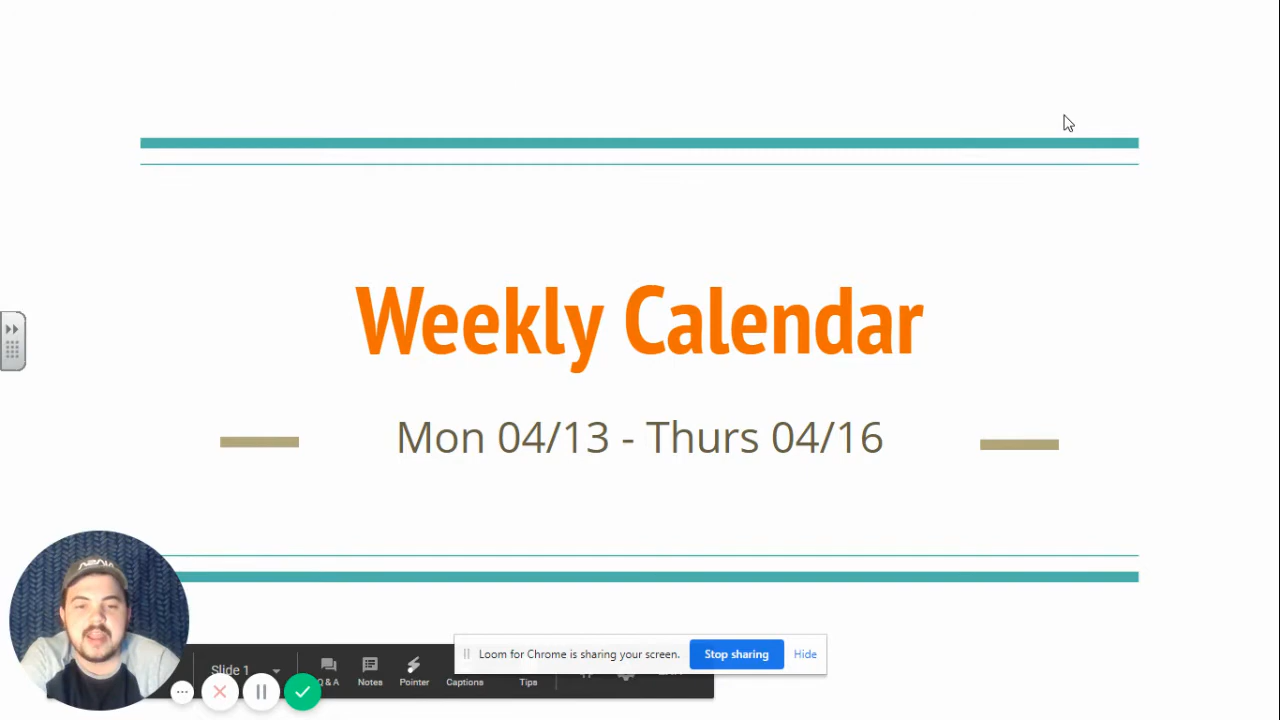 Weekly Calendar
Mon 04/13 - Thurs 04/16
Loom for Chrome is sharing your screen. Stop sharing Hide
Slide 1
Q & A Notes Pointer Captions Tips